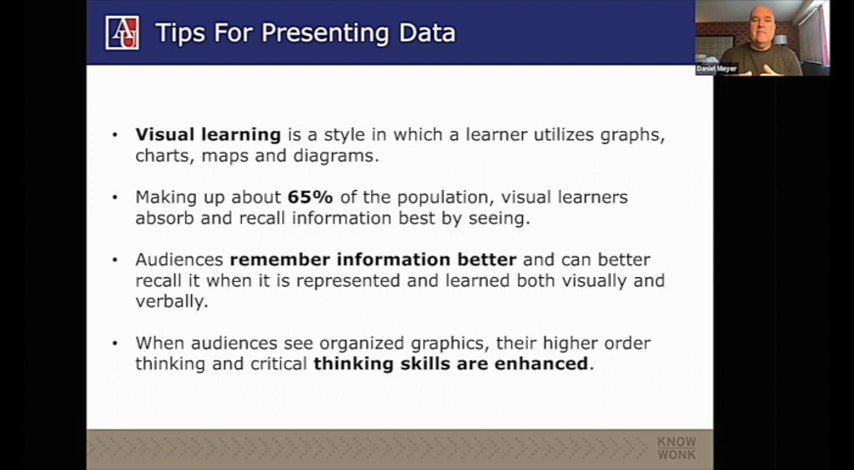 AU
Tips For Presenting Data
Daniel Meyer
• Visual learning is a style in which a learner utilizes graphs,
charts, maps and diagrams.
• Making up about 65% of the population, visual learners
absorb and recall information best by seeing.
• Audiences remember information better and can better
recall it when it is represented and learned both visually and
verbally.
• When audiences see organized graphics, their higher order
thinking and critical thinking skills are enhanced.
KNOW
WONK